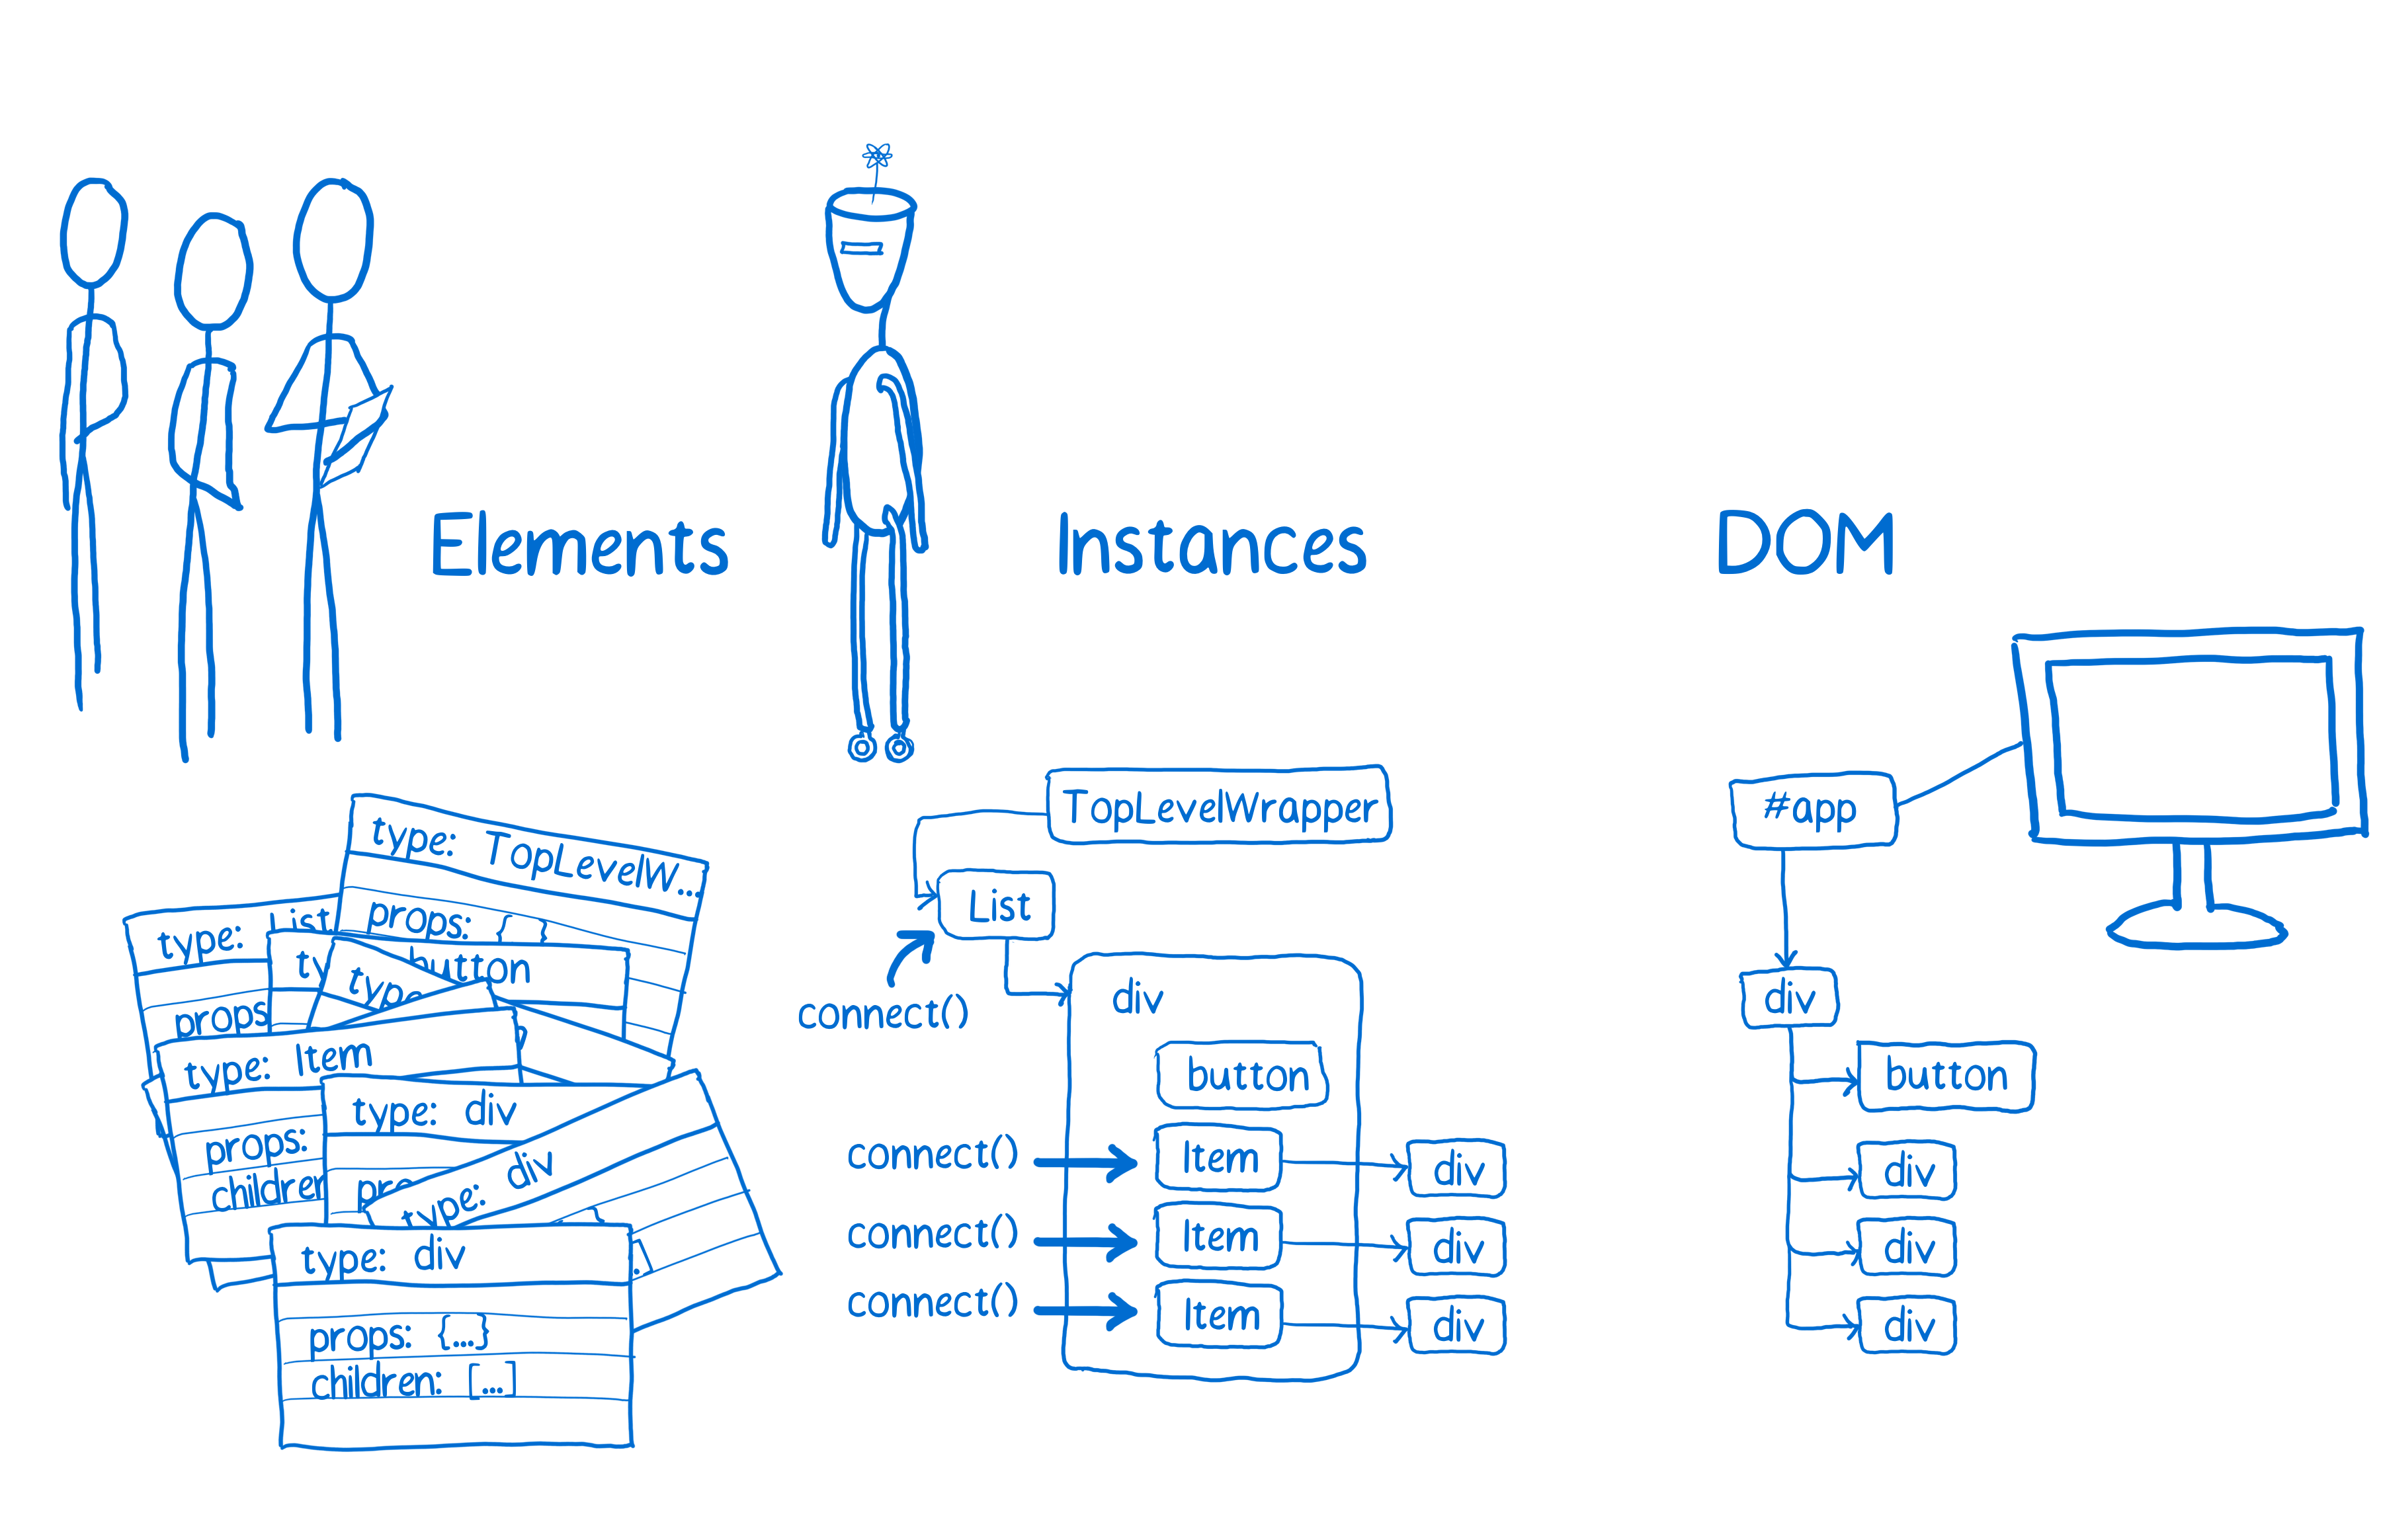 Elements
Instances
DOM
type: TopLevelW...
props: {  }
type: List
props
button
type
type: Item
props:
children
type: div
type: div
type: div
props: {...}
children: [...]
TopLevelWrapper
List
connect()
div
button
connect()
Item
div
connect()
Item
div
connect()
Item
div
#app
div
button
div
div
div